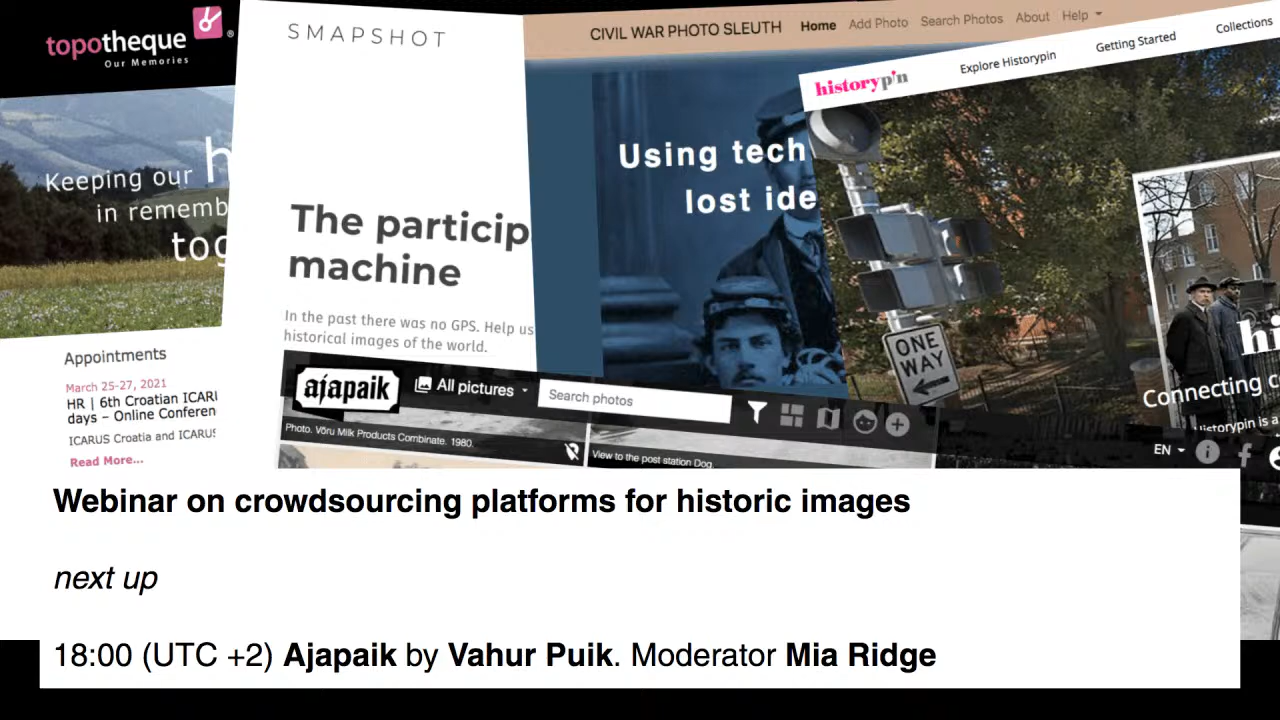 topotheque ®
Our Memories
Keeping our h
in rememb
tog
Appointments
March 25-27, 2021
HR | 6th Croatian ICAR
days – Online Conferen
ICARUS Croatia and ICARUS
Read More...
SMAPSHOT
The particip
machine
In the past there was no GPS. Help us
historical images of the world.
CIVIL WAR PHOTO SLEUTH Home Add Photo Search Photos About Help
Using tech
lost ide
historypin Explore Historypin Getting Started Collections
ONE
WAY
hi
Connecting c
Historypin is a
ajapaik All pictures Search photos
Photo. Võru Milk Products Combinate. 1980.
View to the post station Dog.
EN
Webinar on crowdsourcing platforms for historic images
next up
18:00 (UTC +2) Ajapaik by Vahur Puik. Moderator Mia Ridge